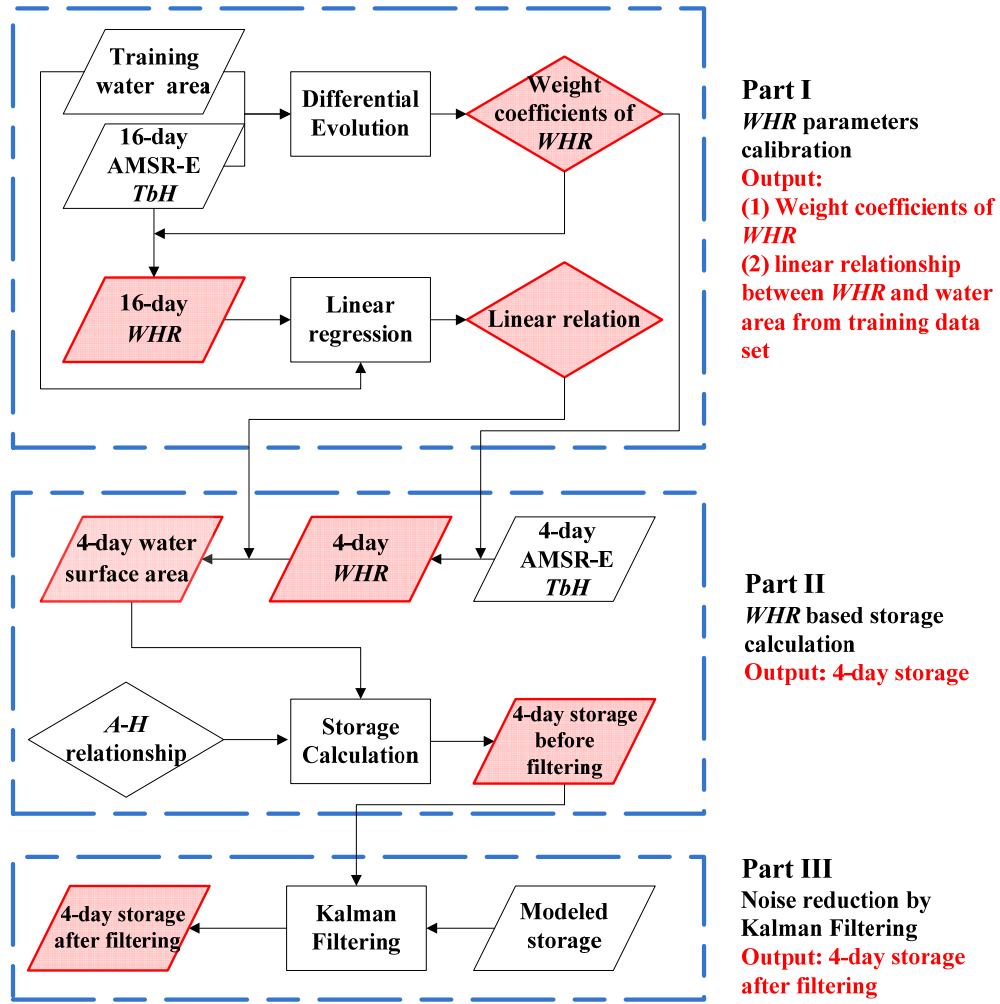 Training
water area
16-day
AMSR-E
TbH
Differential
Evolution
Weight
coefficients of
WHR
16-day
WHR
Linear
regression
Linear relation
Part I
WHR parameters
calibration
Output:
(1) Weight coefficients of
WHR
(2) linear relationship
between WHR and water
area from training data
set
4-day water
surface area
4-day
WHR
4-day
AMSR-E
TbH
A-H
relationship
Storage
Calculation
4-day storage
before
filtering
Part II
WHR based storage
calculation
Output: 4-day storage
4-day storage
after filtering
Kalman
Filtering
Modeled
storage
Part III
Noise reduction by
Kalman Filtering
Output: 4-day storage
after filtering